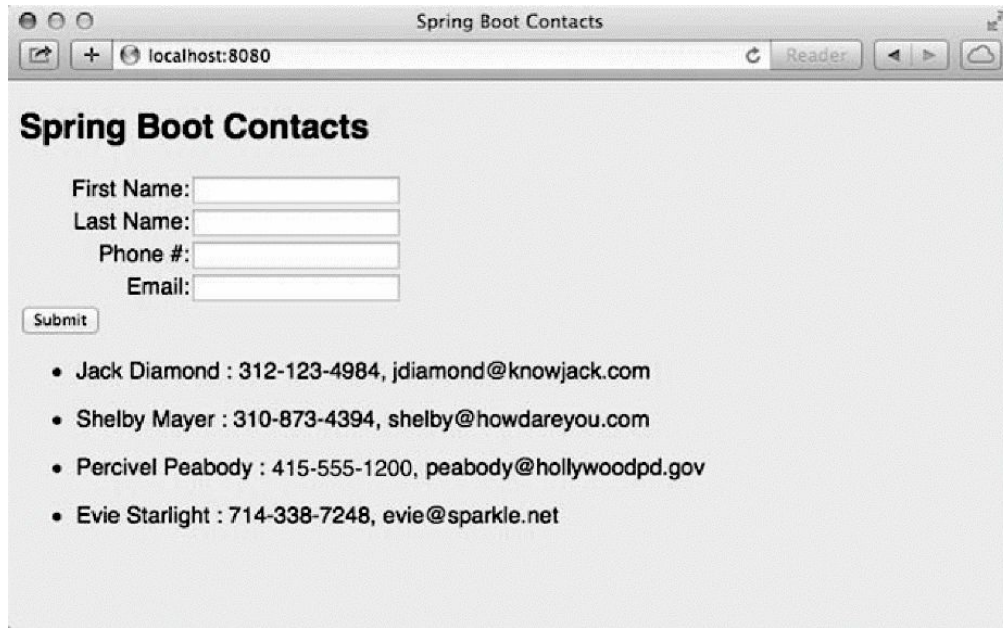 Spring Boot Contacts
localhost:8080
Reader
Spring Boot Contacts
First Name:
Last Name:
Phone #:
Email:
Submit
• Jack Diamond : 312-123-4984, jdiamond@knowjack.com
• Shelby Mayer : 310-873-4394, shelby@howdareyou.com
• Percivel Peabody : 415-555-1200, peabody@hollywoodpd.gov
• Evie Starlight : 714-338-7248, evie@sparkle.net